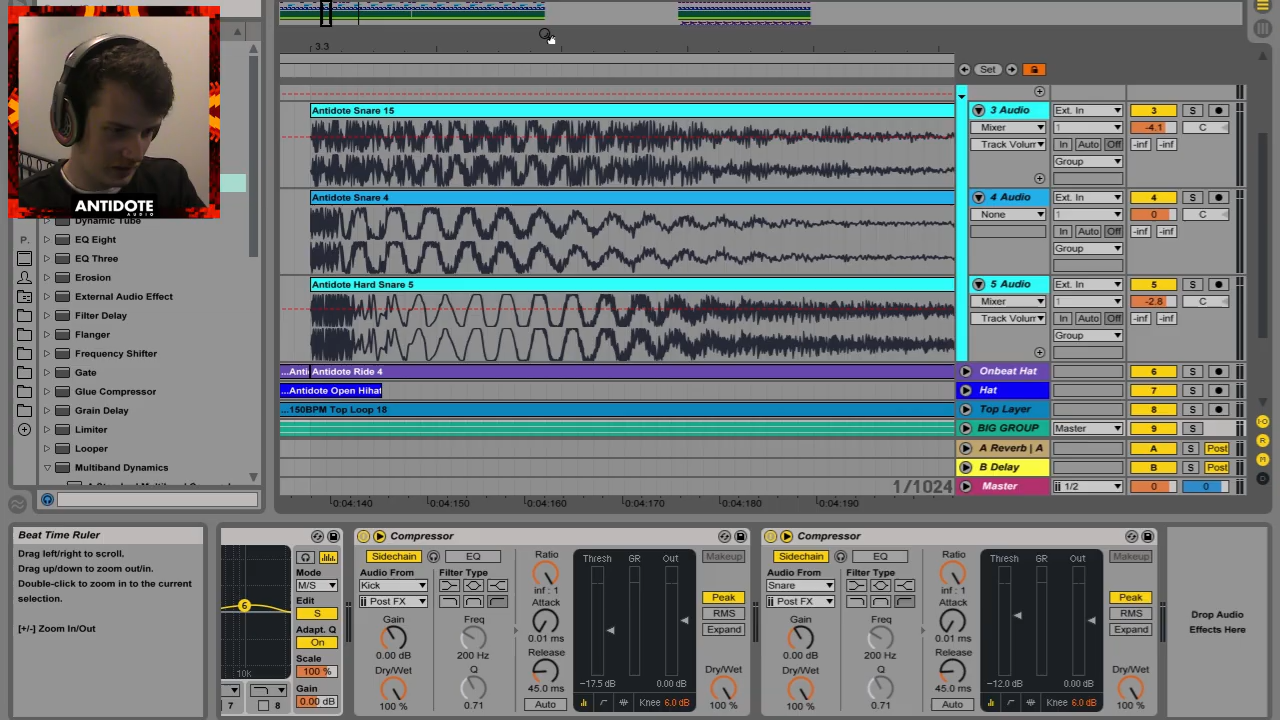 3.3
Set
Antidote Snare 15
3 Audio
Ext. In
3
S
Mixer
1
-4.1
C
Track Volum
In
Auto
Off
-inf
-inf
Group
ANTIDOTE
AUDIO
Antidote Snare 4
4 Audio
Ext. In
4
S
None
1
0
C
In
Auto
Off
-inf
-inf
Group
Antidote Hard Snare 5
5 Audio
Ext. In
5
S
Mixer
1
-2.8
C
Track Volum
In
Auto
Off
-inf
-inf
Group
P.
Dynamic Tube
EQ Eight
EQ Three
Erosion
External Audio Effect
Filter Delay
Flanger
Frequency Shifter
Gate
Glue Compressor
Grain Delay
Limiter
Looper
Multiband Dynamics
...Anti
Antidote Ride 4
Onbeat Hat
6
S
...Antidote Open Hihat
Hat
7
S
...150BPM Top Loop 18
Top Layer
8
S
BIG GROUP
Master
9
S
A Reverb | A
A
S
Post
B Delay
B
S
Post
1/1024
Master
1/2
0
0
0:04:140
0:04:150
0:04:160
0:04:170
0:04:180
0:04:190
R
M
D
Beat Time Ruler
Drag left/right to scroll.
Drag up/down to zoom out/in.
Double-click to zoom in to the current
selection.
[+/-] Zoom In/Out
6
10K
7
8
Mode
M/S
Edit
S
Adapt. Q
On
Scale
100 %
Gain
0.00 dB
Compressor
Sidechain
EQ
Audio From
Filter Type
Kick
Post FX
Gain
Freq
0.00 dB
200 Hz
Dry/Wet
Q
100 %
0.71
Ratio
inf : 1
Attack
0.01 ms
Release
45.0 ms
Auto
Thresh
GR
Out
-17.5 dB
0.00 dB
Knee
6.0 dB
Makeup
Peak
RMS
Expand
Dry/Wet
100 %
Compressor
Sidechain
EQ
Audio From
Filter Type
Snare
Post FX
Gain
Freq
0.00 dB
200 Hz
Dry/Wet
Q
100 %
0.71
Ratio
inf : 1
Attack
0.01 ms
Release
45.0 ms
Auto
Thresh
GR
Out
-12.0 dB
0.00 dB
Knee
6.0 dB
Makeup
Peak
RMS
Expand
Dry/Wet
100 %
Drop Audio
Effects Here